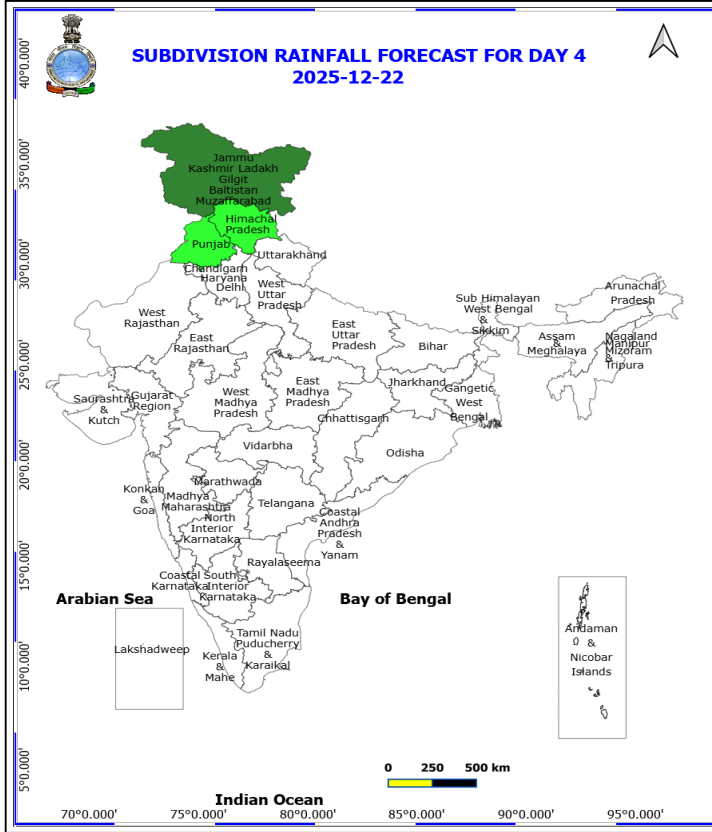 SUBDIVISION RAINFALL FORECAST FOR DAY 4
2025-12-22
40°0.000'
35°0.000'
30°0.000'
25°0.000'
20°0.000'
15°0.000'
10°0.000'
5°0.000'
Jammu
Kashmir Ladakh
Gilgit
Baltistan
Muzaffarabad
Himachal
Pradesh
Punjab
Uttarakhand
Chandigarh
Haryana
Delhi
West
Uttar
Pradesh
West
Rajasthan
East
Rajasthan
East
Uttar
Pradesh
Bihar
Sub Himalayan
West Bengal
&
Sikkim
Arunachal
Pradesh
Assam
&
Meghalaya
Nagaland
Manipur
Mizoram
&
Tripura
Saurashtra
&
Kutch
Gujarat
Region
West
Madhya
Pradesh
East
Madhya
Pradesh
Jharkhand
Gangetic
West
Bengal
Chhattisgarh
Odisha
Vidarbha
Konkan
&
Goa
Madhya
Maharashtra
Marathwada
Telangana
North
Interior
Karnataka
Coastal
Andhra
Pradesh
&
Yanam
Rayalaseema
Coastal
Karnataka
South
Interior
Karnataka
Arabian Sea
Bay of Bengal
Lakshadweep
Kerala
&
Mahe
Tamil Nadu
Puducherry
&
Karaikal
Andaman
&
Nicobar
Islands
0 250 500 km
Indian Ocean
70°0.000' 75°0.000' 80°0.000' 85°0.000' 90°0.000' 95°0.000'